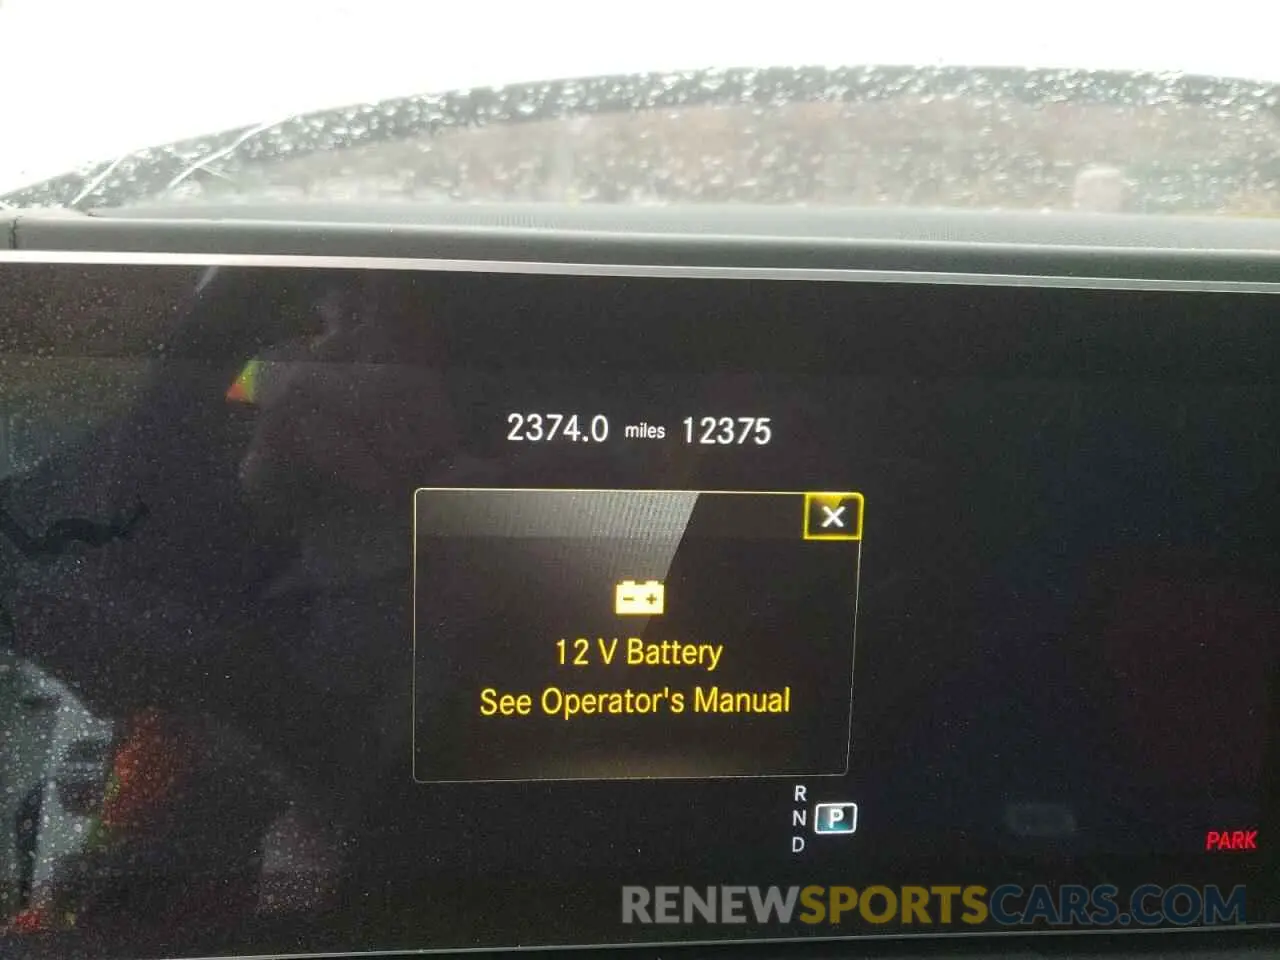 2374.0 miles 12375
12 V Battery
See Operator's Manual
R
N P
D
PARK
RENEWSPORTSCARS.COM